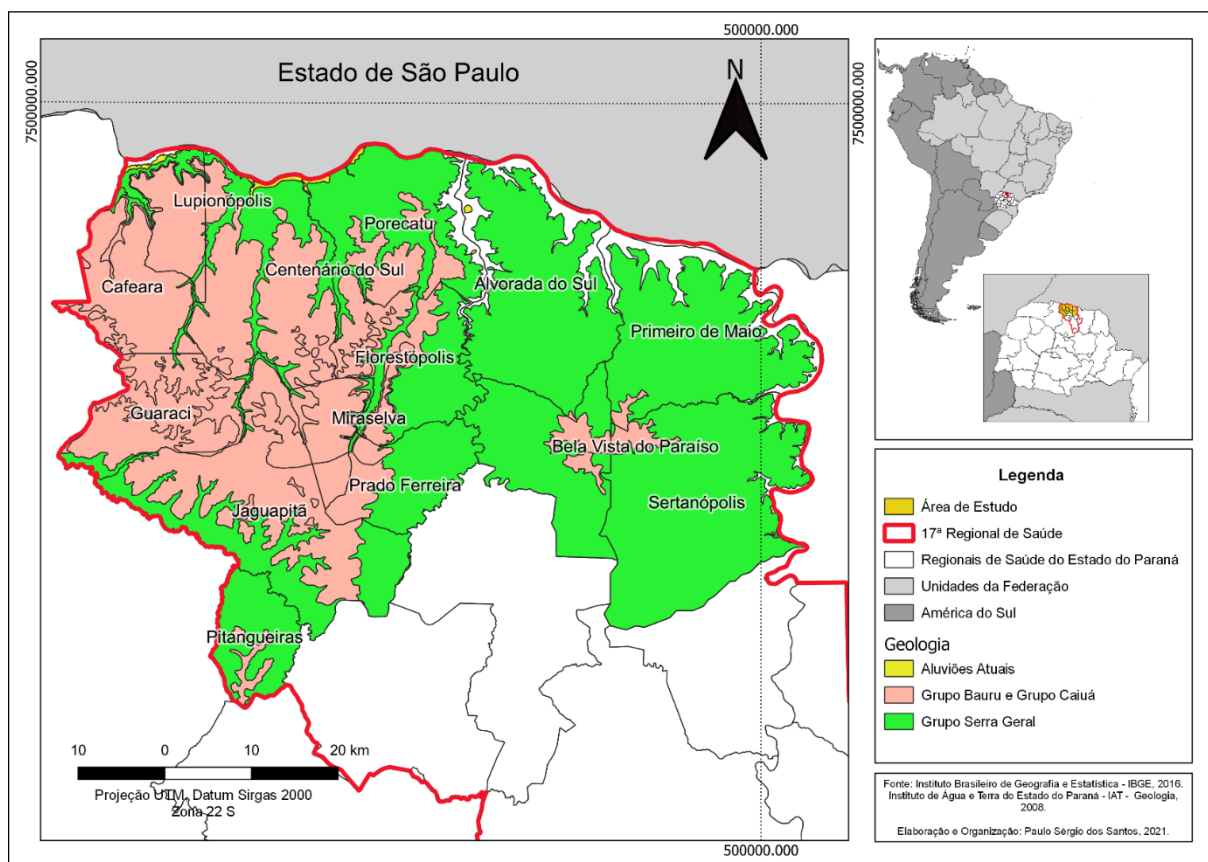 500000.000
7500000.000
7500000.000
Estado de São Paulo
N
Lupionópolis
Porecatu
Cafeara
Centenário do Sul
Alvorada do Sul
Primeiro de Maio
Florestópolis
Guaraci
Miraselva
Bela Vista do Paraíso
Prado Ferreira
Jaguapitã
Sertanópolis
Pitangueiras
10 0 10 20 km
Projeção UTM, Datum Sirgas 2000
Zona 22 S
500000.000
Legenda
Área de Estudo
17ª Regional de Saúde
Regionais de Saúde do Estado do Paraná
Unidades da Federação
América do Sul
Geologia
Aluviões Atuais
Grupo Bauru e Grupo Caiuá
Grupo Serra Geral
Fonte: Instituto Brasileiro de Geografia e Estatística - IBGE, 2016.
Instituto de Água e Terra do Estado do Paraná - IAT - Geologia,
2008.
Elaboração e Organização: Paulo Sérgio dos Santos, 2021.